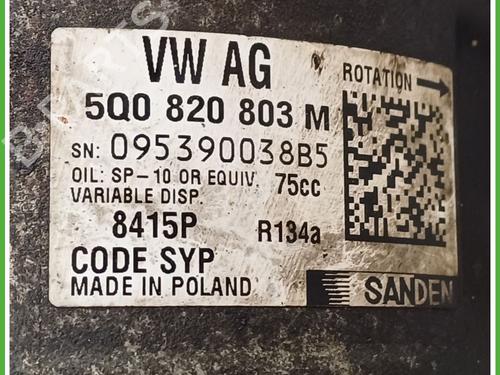 VW AG
ROTATION
5Q0 820 803 M
SN: 095390038B5
OIL: SP-10 OR EQUIV. 75cc
VARIABLE DISP.
8415P R134a
CODE SYP
MADE IN POLAND
SANDEN